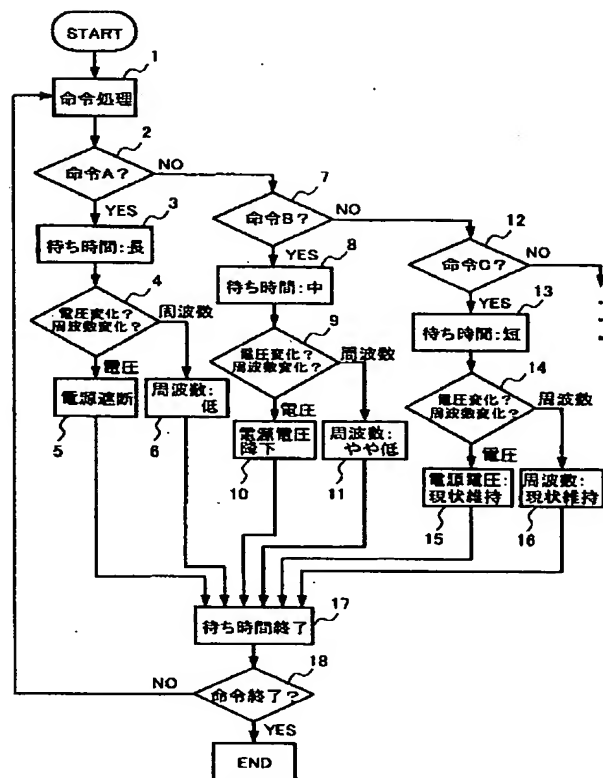 START
1
命令処理
2
命令A?
NO
YES
3
待ち時間:長
4
電圧変化?
周波数変化?
周波数
電圧
電源遮断
5
周波数:
低
6
7
命令B?
NO
YES
8
待ち時間:中
9
電圧変化?
周波数変化?
周波数
電圧
電源電圧
降下
10
周波数:
やや低
11
12
命令C?
NO
YES
13
待ち時間:短
14
電圧変化?
周波数変化?
周波数
電圧
電源電圧:
現状維持
15
周波数:
現状維持
16
17
待ち時間終了
18
命令終了?
NO
YES
END